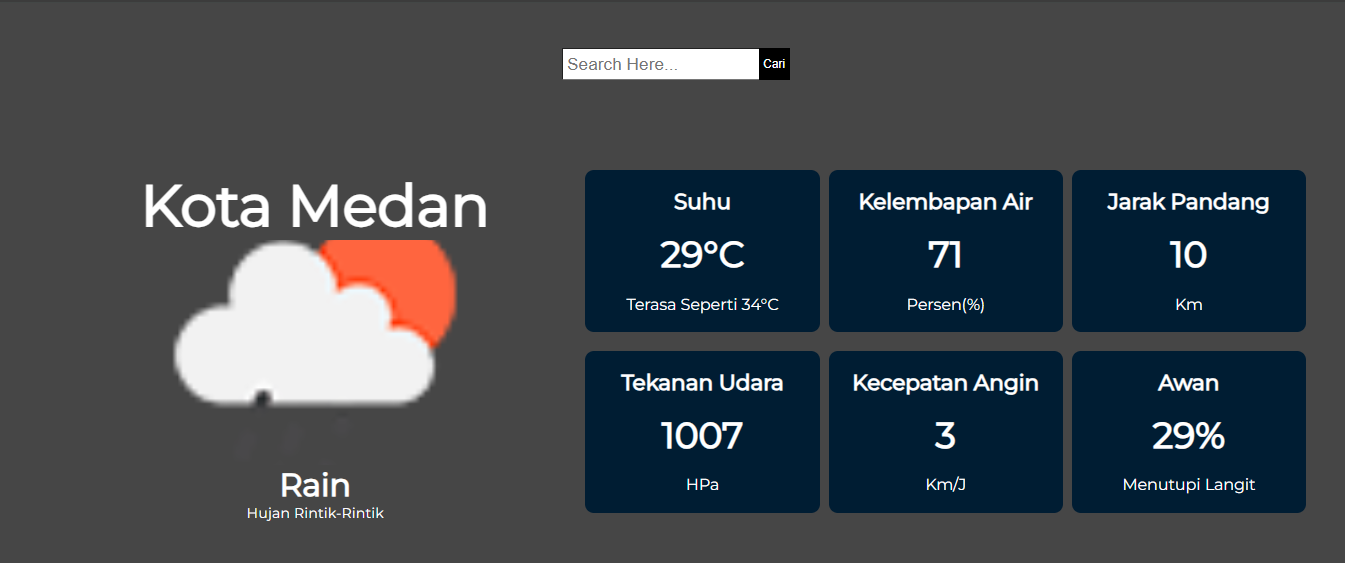 Search Here... Cari
Kota Medan
Rain
Hujan Rintik-Rintik
Suhu
29°C
Terasa Seperti 34°C
Kelembapan Air
71
Persen(%)
Jarak Pandang
10
Km
Tekanan Udara
1007
HPa
Kecepatan Angin
3
Km/J
Awan
29%
Menutupi Langit